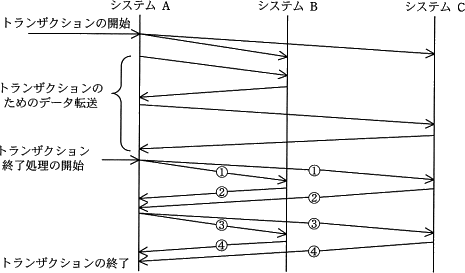 システム A
システム B
システム C
トランザクションの開始
トランザクションの
ためのデータ転送
トランザクション
終了処理の開始
①
①
②
②
③
③
④
④
トランザクションの終了